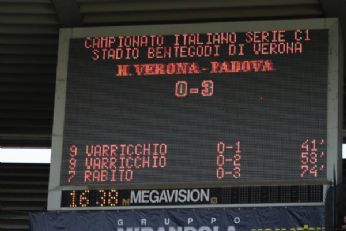 CAMPIONATO ITALIANO SERIE C1
STADIO BENTEGODI DI VERONA
H.VERONA-PADOVA
0-3
9 VARRICCHIO 0-1 41'
9 VARRICCHIO 0-2 53'
7 RABITO 0-3 74'
16 38 MEGAVISION
GRUPPO
MIRANDOLA